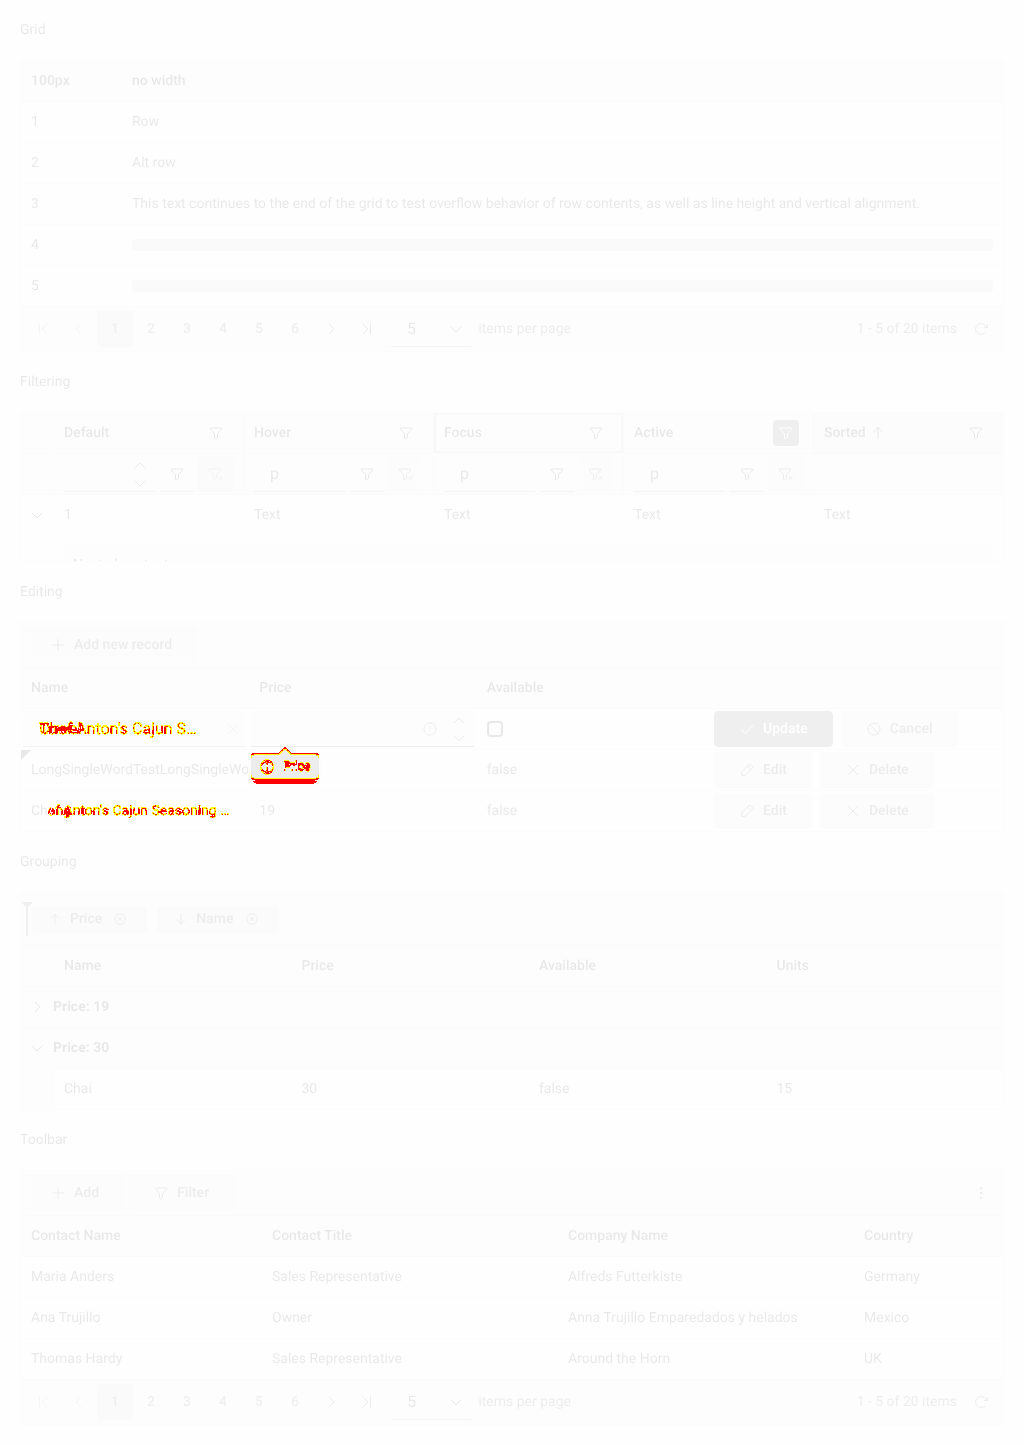 Grid
100px no width
1 Row
2 Alt row
3 This text continues to the end of the grid to test overflow behavior of row contents, as well as line height and vertical alignment.
4
5
1 2 3 4 5 6 5 items per page 1 - 5 of 20 items
Filtering
Default Hover Focus Active Sorted
p p p
1 Text Text Text Text
Editing
Add new record
Name Price Available
Anton's Cajun S... Update Cancel
LongSingleWordTestLongSingleWo Price false Edit Delete
Anton's Cajun Seasoning ... 19 false Edit Delete
Grouping
Price Name
Name Price Available Units
Price: 19
Price: 30
Chai 30 false 15
Toolbar
Add Filter
Contact Name Contact Title Company Name Country
Maria Anders Sales Representative Alfreds Futterkiste Germany
Ana Trujillo Owner Anna Trujillo Emparedados y helados Mexico
Thomas Hardy Sales Representative Around the Horn UK
1 2 3 4 5 6 5 items per page 1 - 5 of 20 items